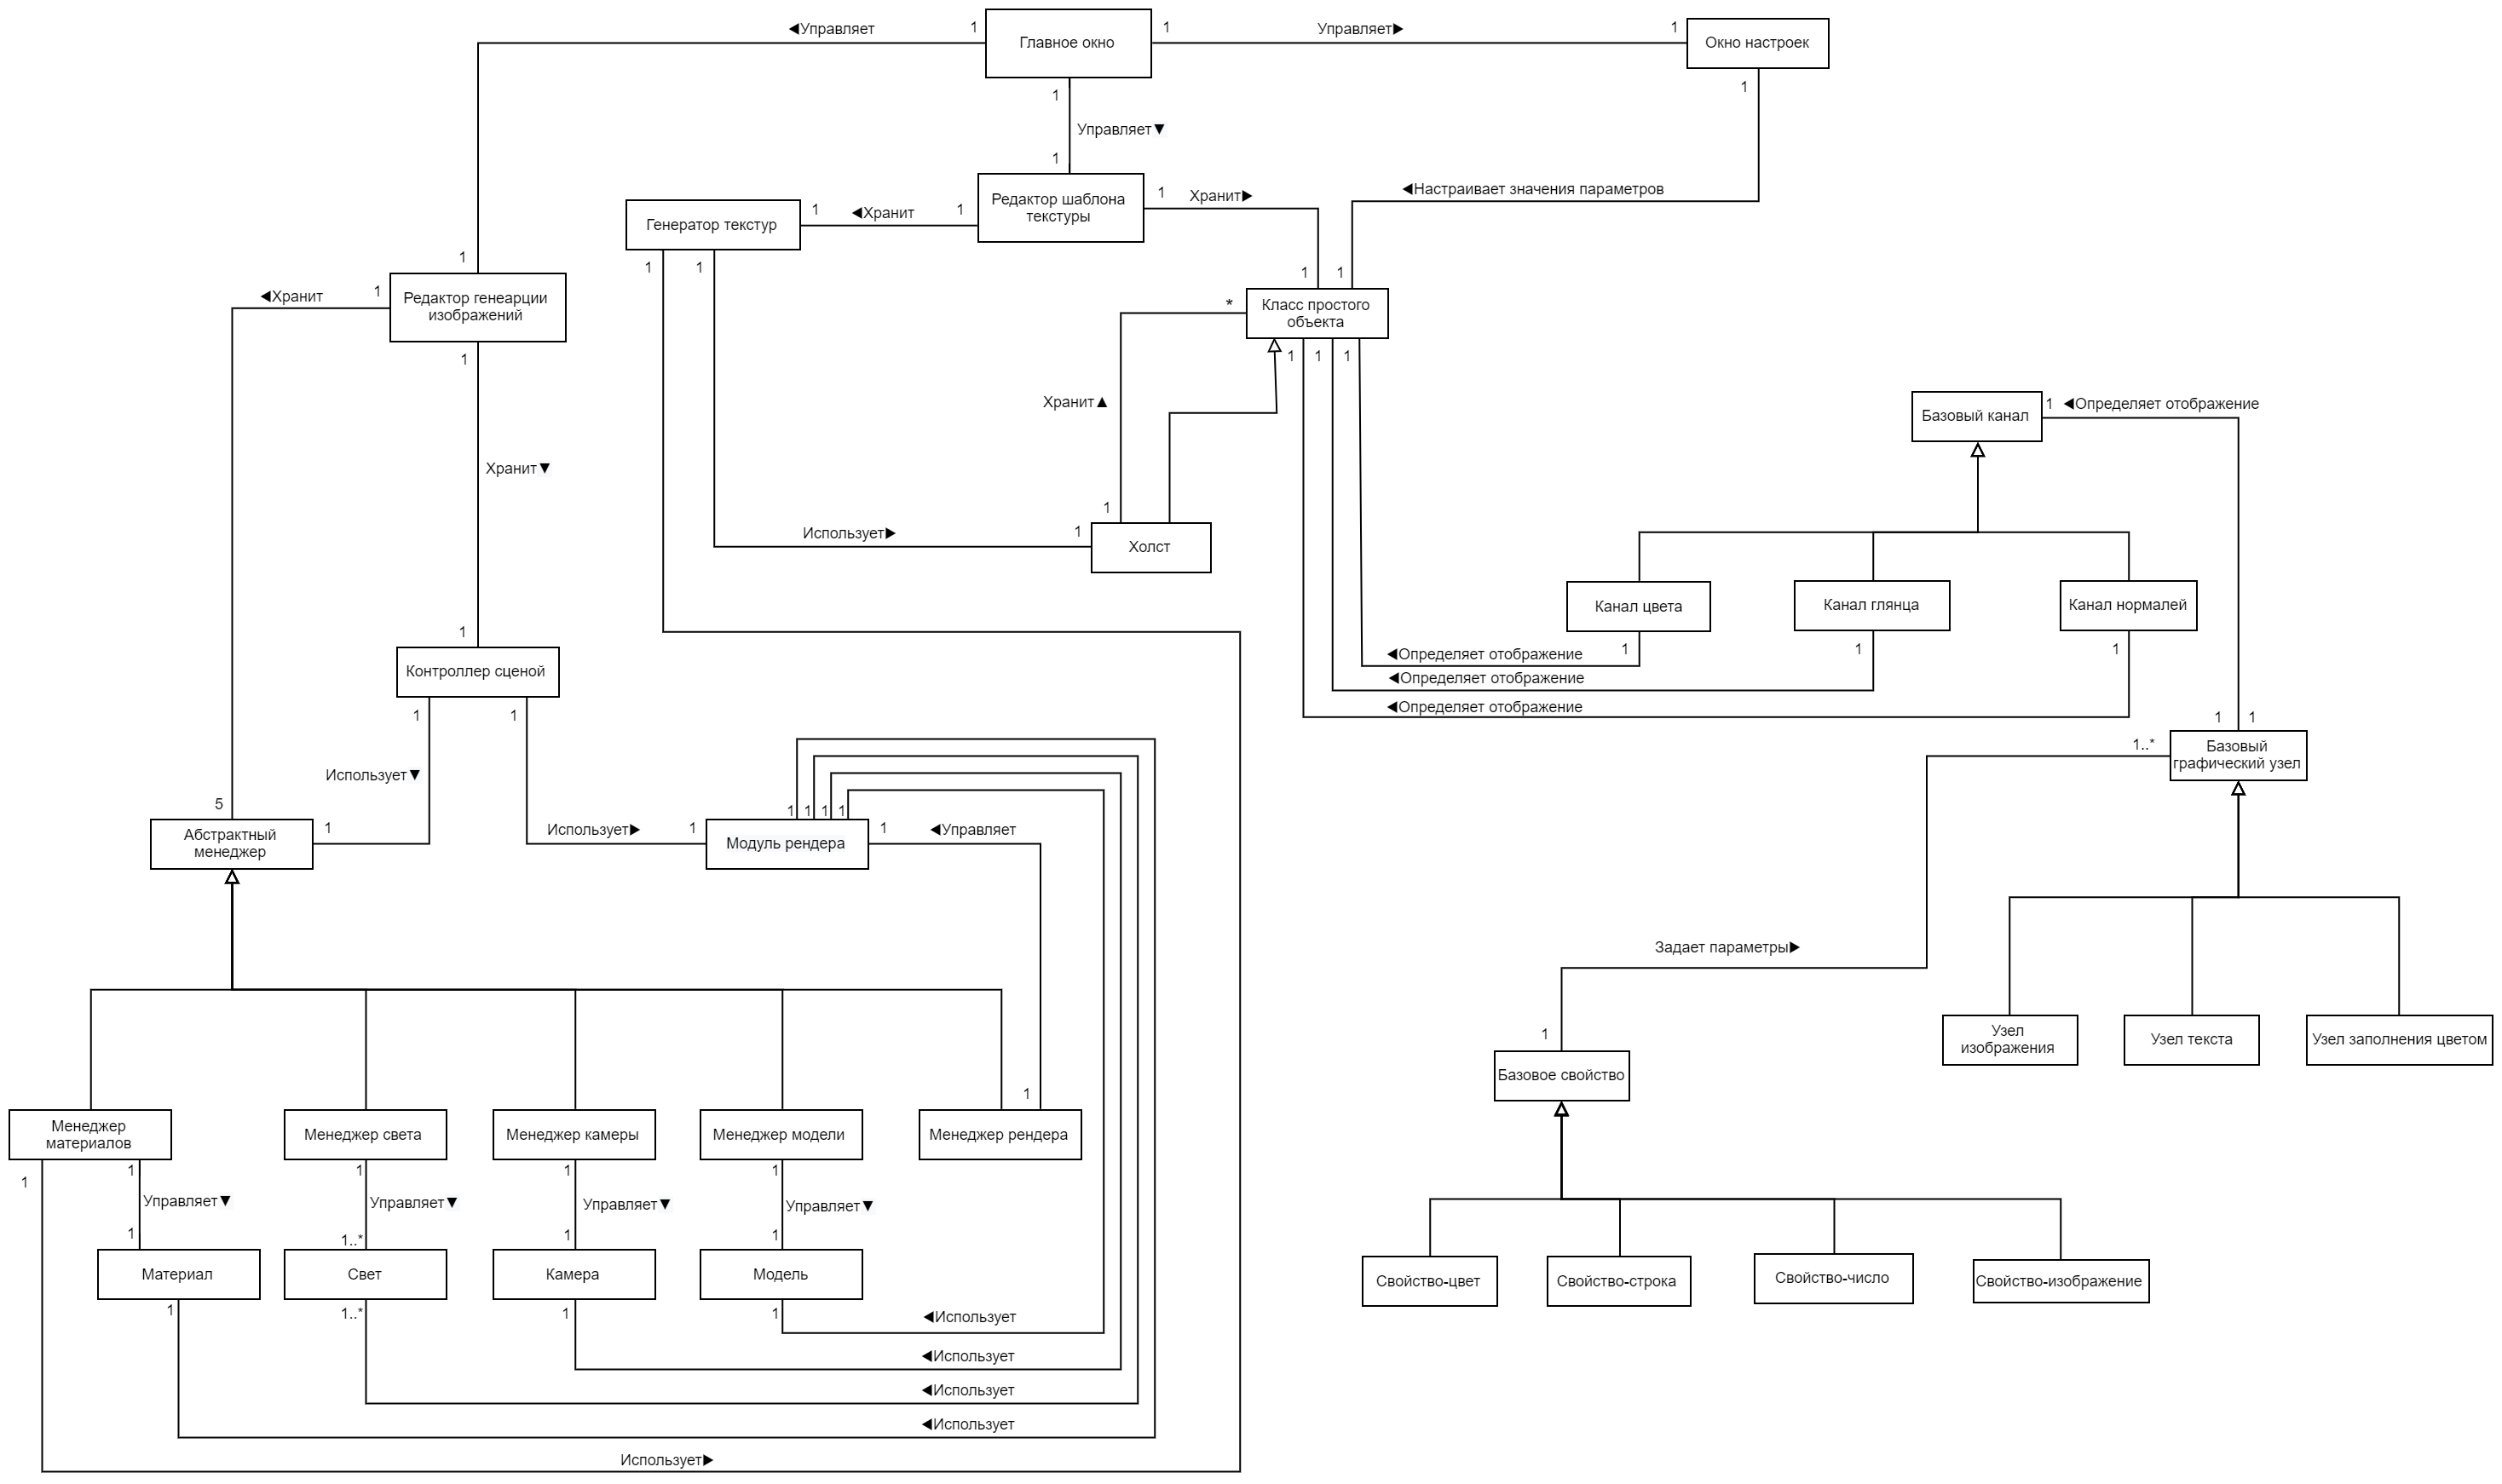 ◀Управляет
1
Главное окно
1
Управляет▶
1
Окно настроек
1
1
Управляет▼
1
1
◀Настраивает значения параметров
Редактор шаблона
текстуры
1
Хранит▶
Генератор текстур
1
◀Хранит
1
1
1
1
1
1
Класс простого
объекта
*
1
1
1
Хранит▲
1
Использует▶
1
Холст
Редактор генеарции
изображений
1
◀Хранит
1
Хранит▼
1
Контроллер сценой
1
1
Использует▼
5
1
Абстрактный
менеджер
Использует▶
1
1
1
1
1
1
◀Управляет
Модуль рендера
Базовый канал
1
◀Определяет отображение
Канал цвета
Канал глянца
Канал нормалей
1
1
1
◀Определяет отображение
◀Определяет отображение
◀Определяет отображение
1
1
1..*
Базовый
графический узел
Задает параметры▶
1
Узел
изображения
Узел текста
Узел заполнения цветом
Базовое свойство
Свойство-цвет
Свойство-строка
Свойство-число
Свойство-изображение
1
Менеджер
материалов
Менеджер света
Менеджер камеры
Менеджер модели
Менеджер рендера
1
1
1
1
1
Управляет▼
Управляет▼
Управляет▼
Управляет▼
1
1..*
1
1
Материал
Свет
Камера
Модель
1
1..*
1
1
◀Использует
◀Использует
◀Использует
◀Использует
Использует▶